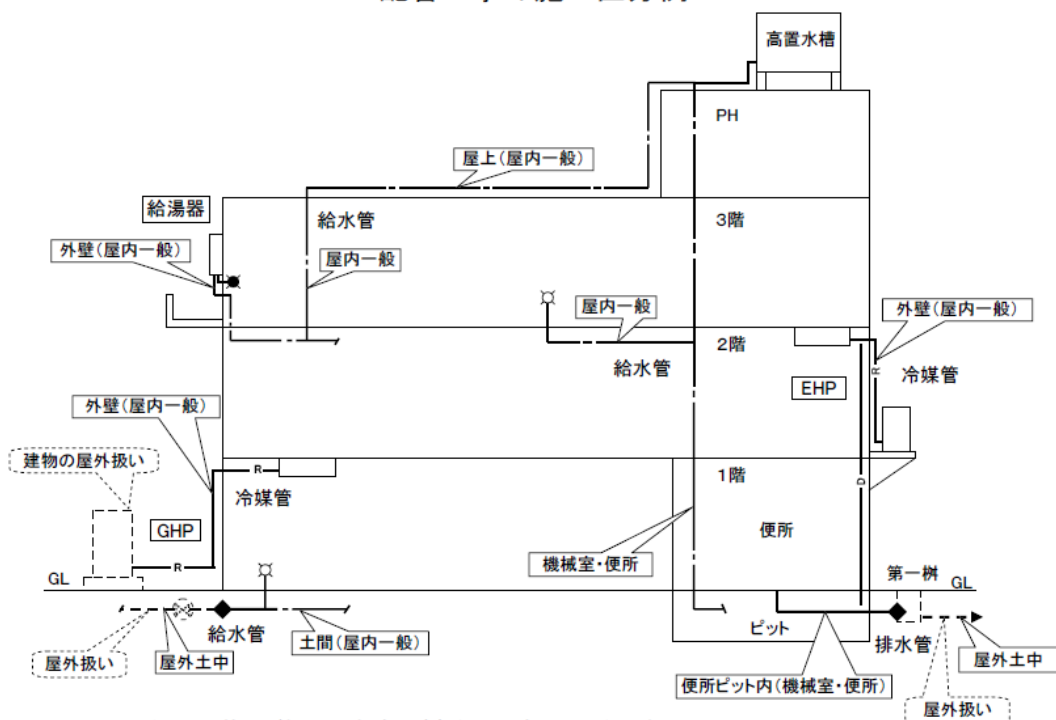 高置水槽
PH
屋上(屋内一般)
給湯器
給水管
3階
外壁(屋内一般)
屋内一般
屋内一般
外壁(屋内一般)
2階
給水管
R
冷媒管
EHP
外壁(屋内一般)
建物の屋外扱い
R
1階
D
冷媒管
GHP
便所
機械室・便所
R
GL
第一桝
GL
給水管
土間(屋内一般)
ピット
排水管
屋外扱い
屋外土中
屋外土中
便所ピット内(機械室・便所)
屋外扱い